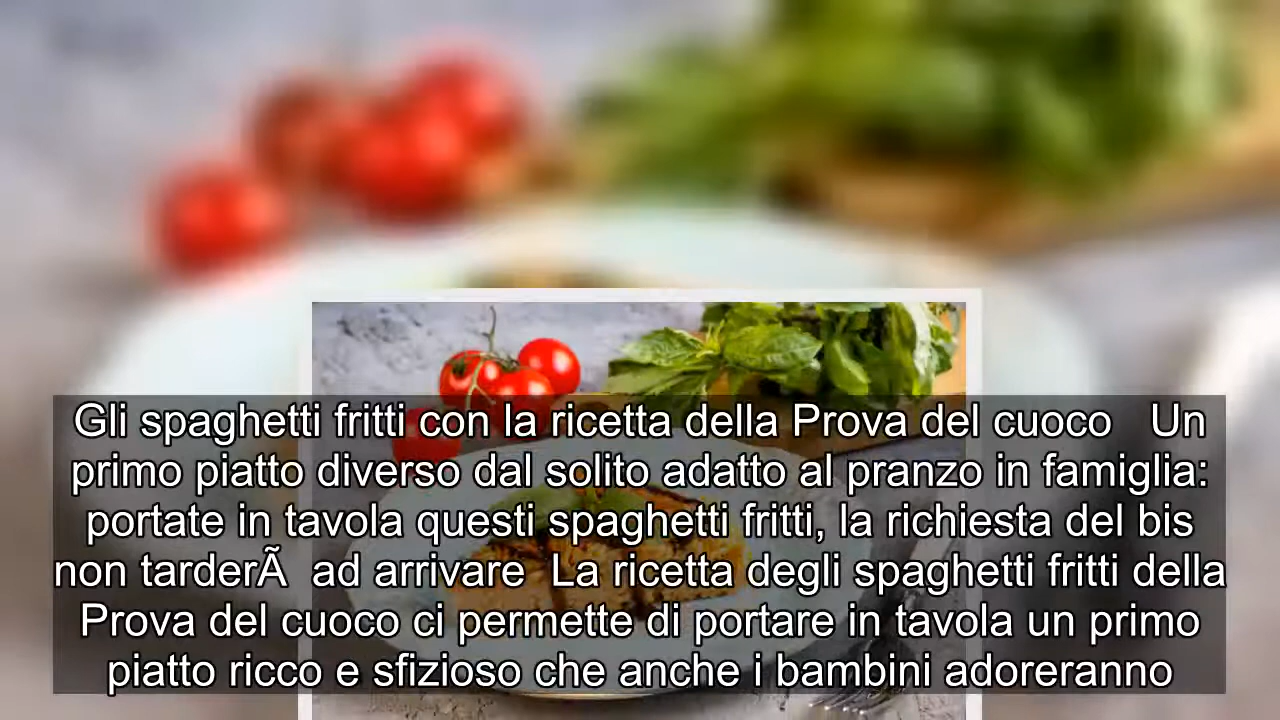 Gli spaghetti fritti con la ricetta della Prova del cuoco   Un
primo piatto diverso dal solito adatto al pranzo in famiglia:
portate in tavola questi spaghetti fritti, la richiesta del bis
non tarderÃ  ad arrivare  La ricetta degli spaghetti fritti della
Prova del cuoco ci permette di portare in tavola un primo
piatto ricco e sfizioso che anche i bambini adoreranno